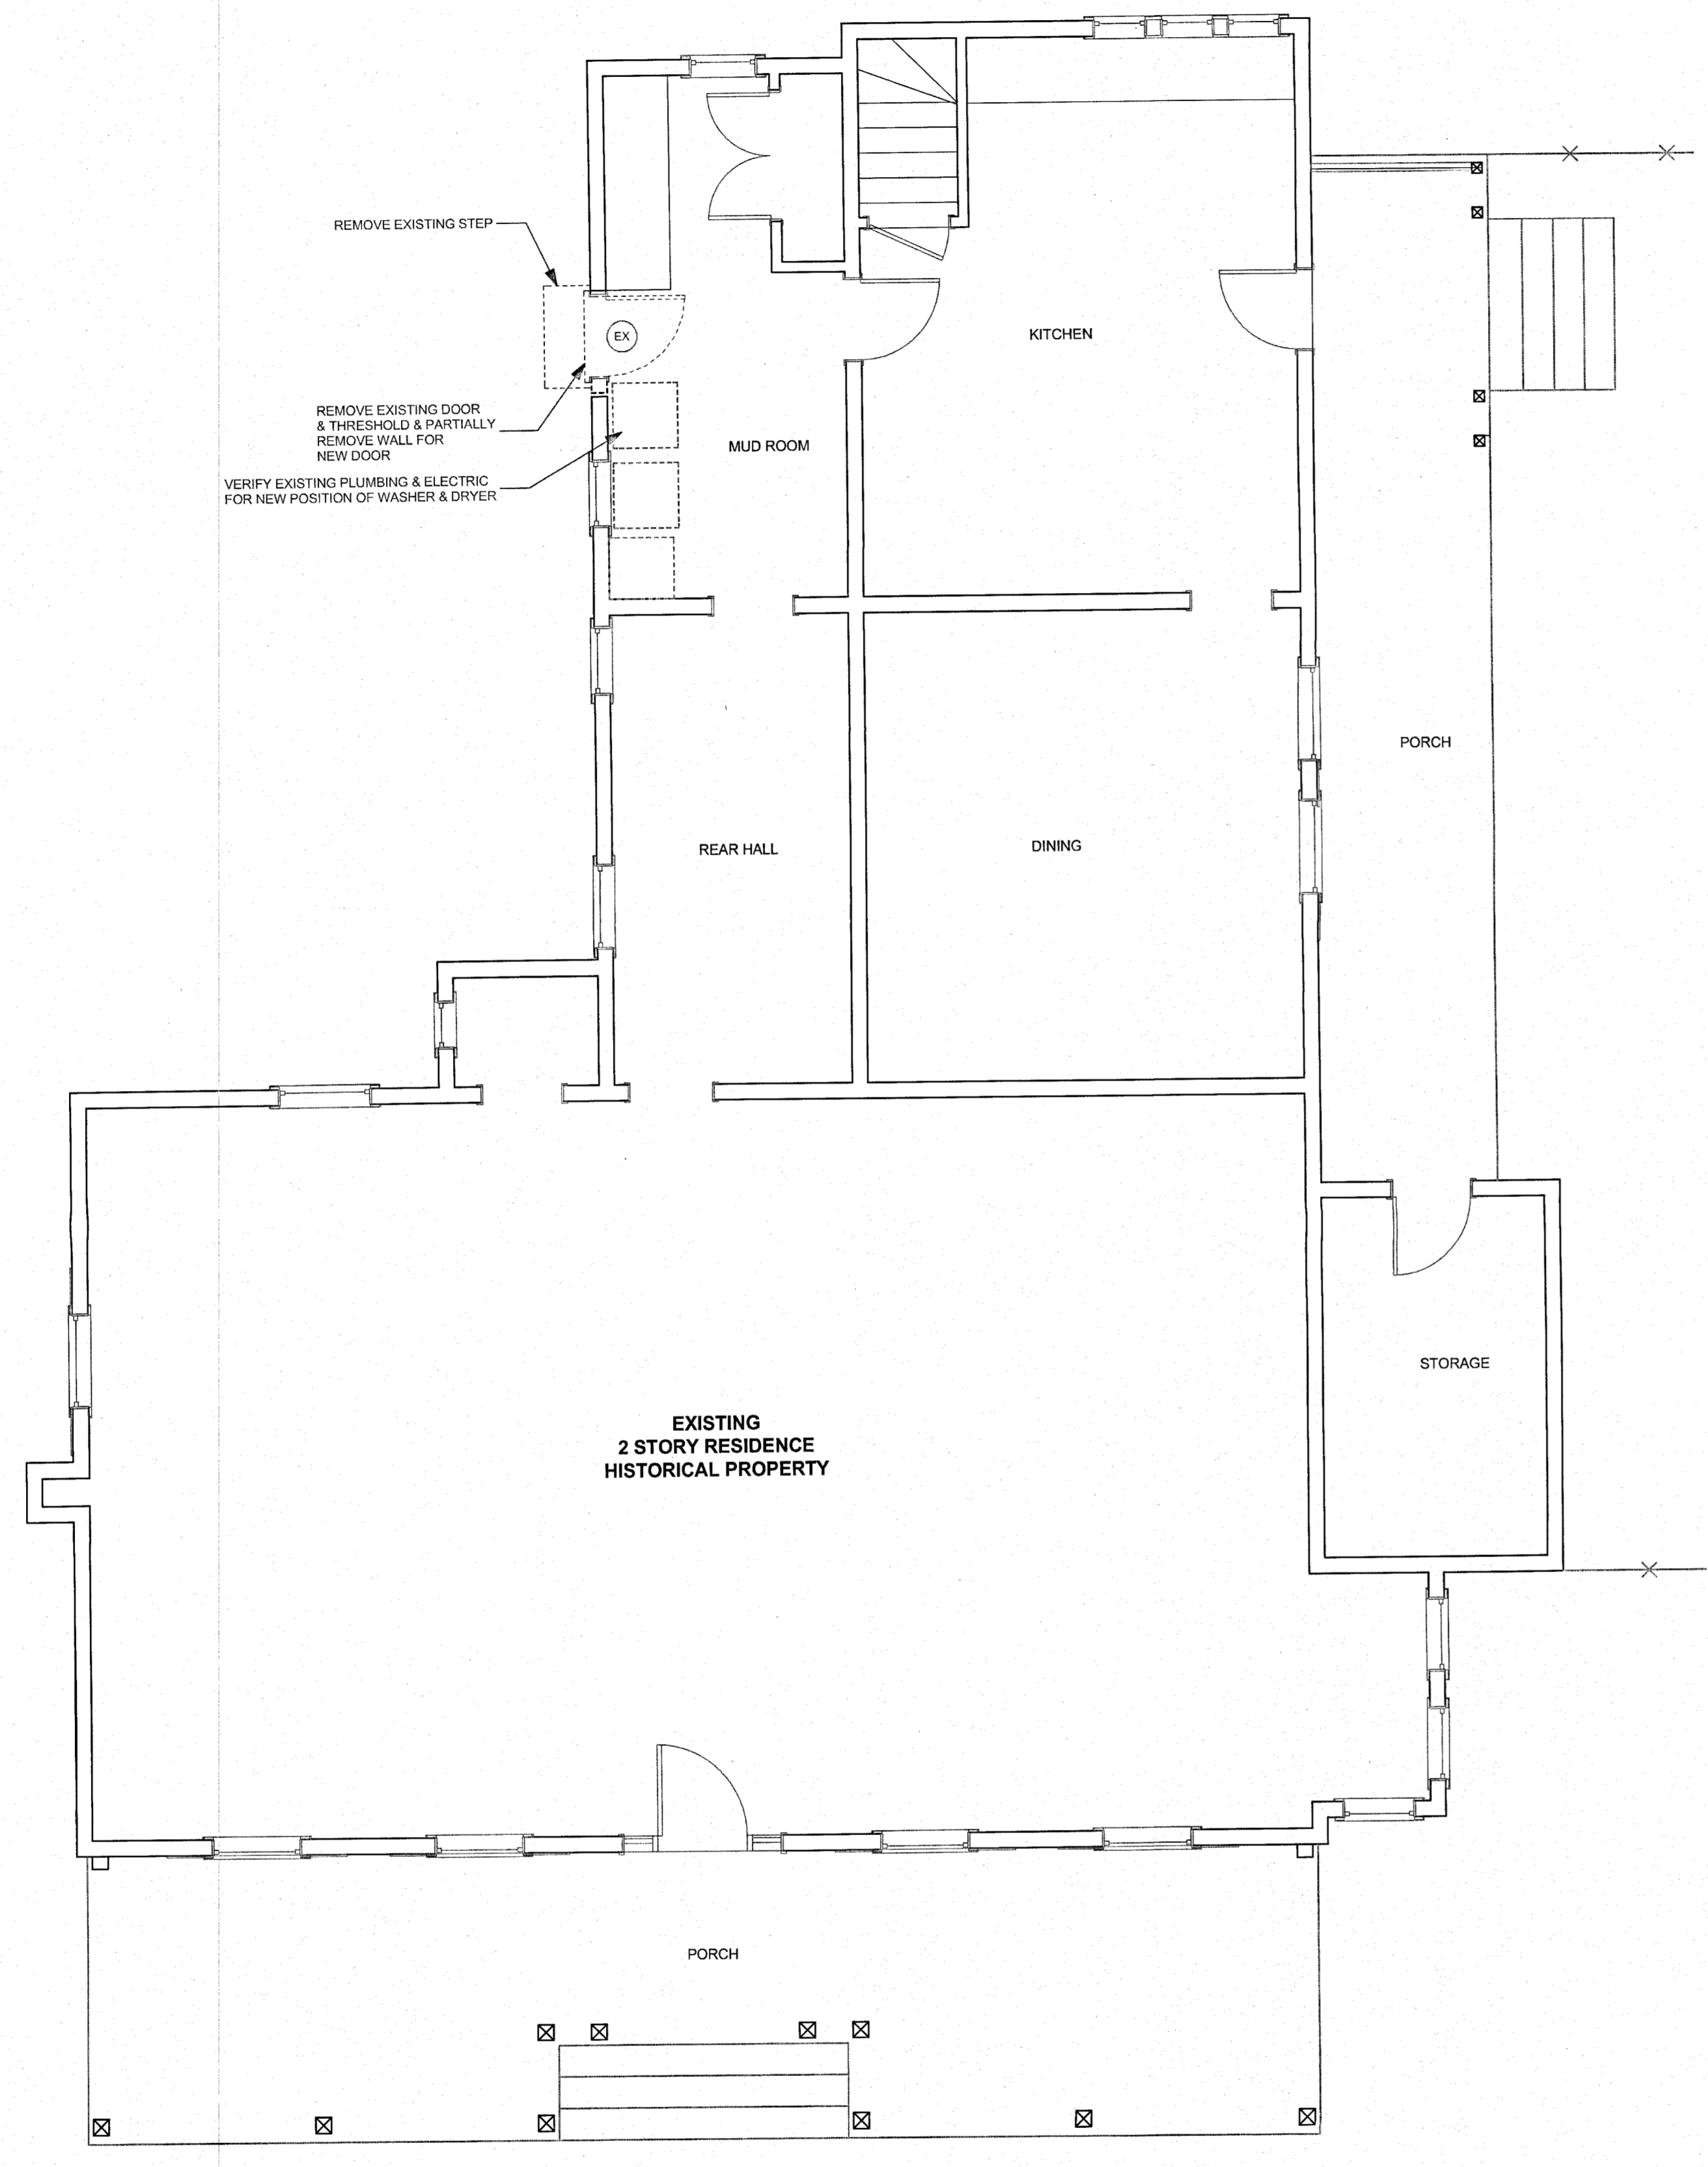 REMOVE EXISTING STEP
EX
KITCHEN
REMOVE EXISTING DOOR
& THRESHOLD & PARTIALLY
REMOVE WALL FOR
NEW DOOR
MUD ROOM
VERIFY EXISTING PLUMBING & ELECTRIC
FOR NEW POSITION OF WASHER & DRYER
PORCH
REAR HALL
DINING
STORAGE
EXISTING
2 STORY RESIDENCE
HISTORICAL PROPERTY
PORCH